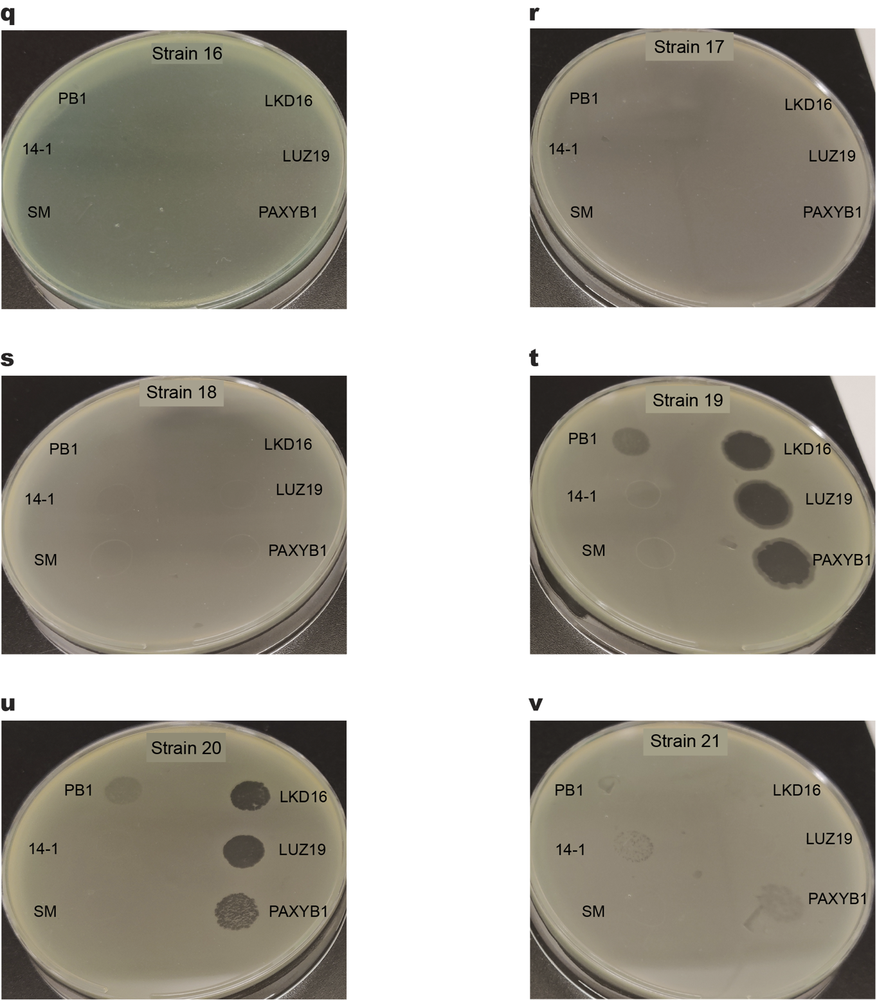 q
r
Strain 16
PB1
LKD16
14-1
LUZ19
SM
PAXYB1
Strain 17
PB1
LKD16
14-1
LUZ19
SM
PAXYB1
s
t
Strain 18
PB1
LKD16
14-1
LUZ19
SM
PAXYB1
Strain 19
PB1
LKD16
14-1
LUZ19
SM
PAXYB1
u
v
Strain 20
PB1
LKD16
14-1
LUZ19
SM
PAXYB1
Strain 21
PB1
LKD16
14-1
LUZ19
SM
PAXYB1